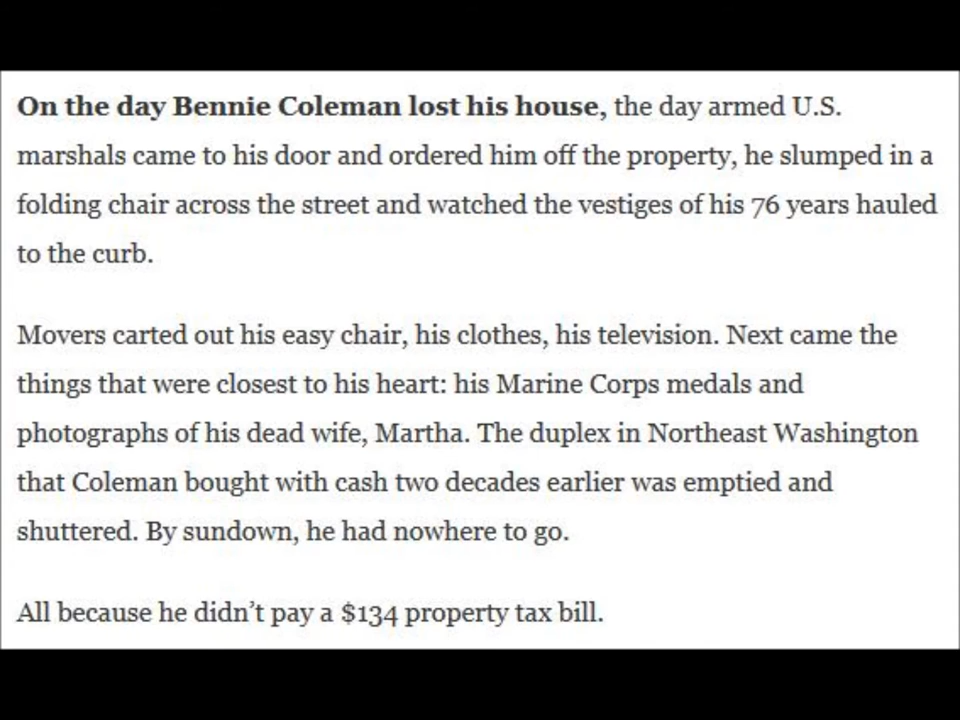 On the day Bennie Coleman lost his house, the day armed U.S.
marshals came to his door and ordered him off the property, he slumped in a
folding chair across the street and watched the vestiges of his 76 years hauled
to the curb.
Movers carted out his easy chair, his clothes, his television. Next came the
things that were closest to his heart: his Marine Corps medals and
photographs of his dead wife, Martha. The duplex in Northeast Washington
that Coleman bought with cash two decades earlier was emptied and
shuttered. By sundown, he had nowhere to go.
All because he didn’t pay a $134 property tax bill.